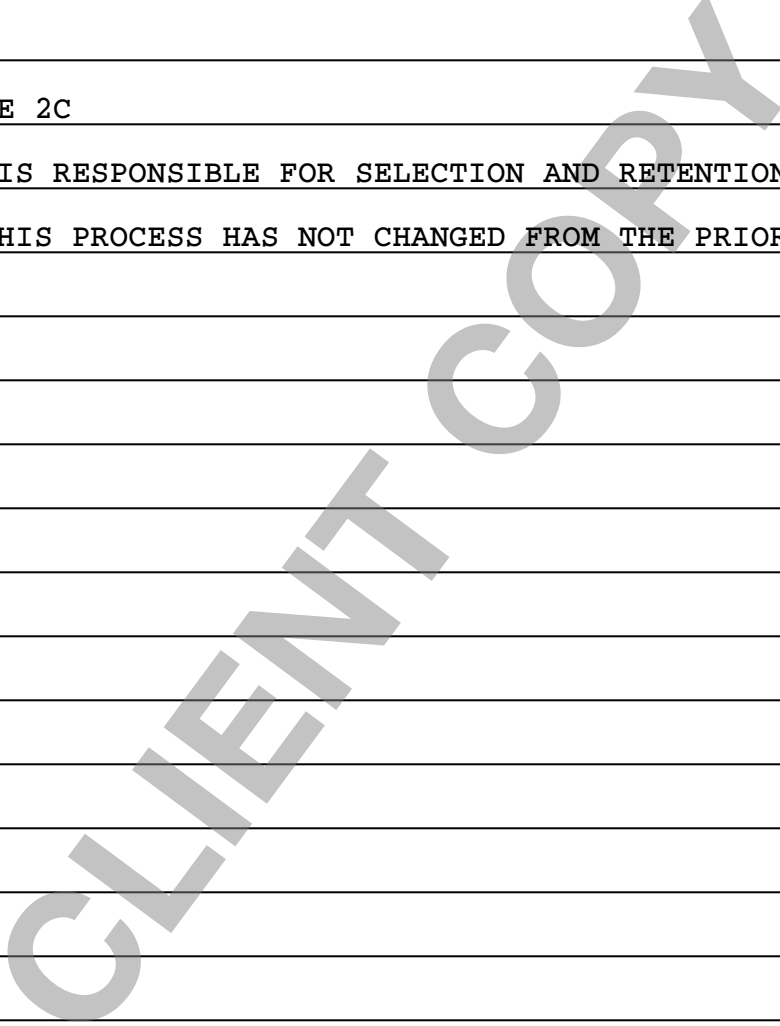 E 2C
IS RESPONSIBLE FOR SELECTION AND RETENTION
HIS PROCESS HAS NOT CHANGED FROM THE PRIOR
CLIENT COPY